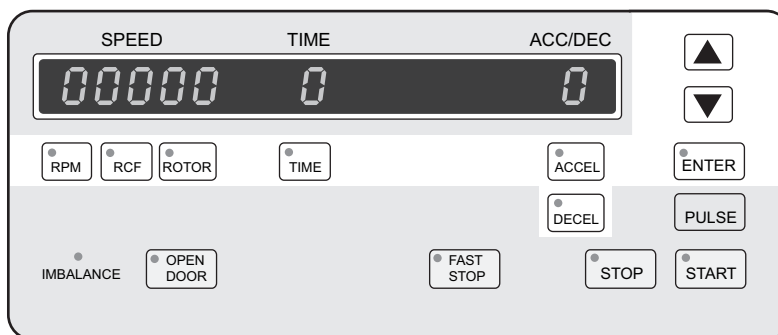 SPEED TIME ACC/DEC
00000 0 0
RPM RCF ROTOR TIME ACCEL ENTER
DECEL PULSE
IMBALANCE OPEN DOOR FAST STOP STOP START